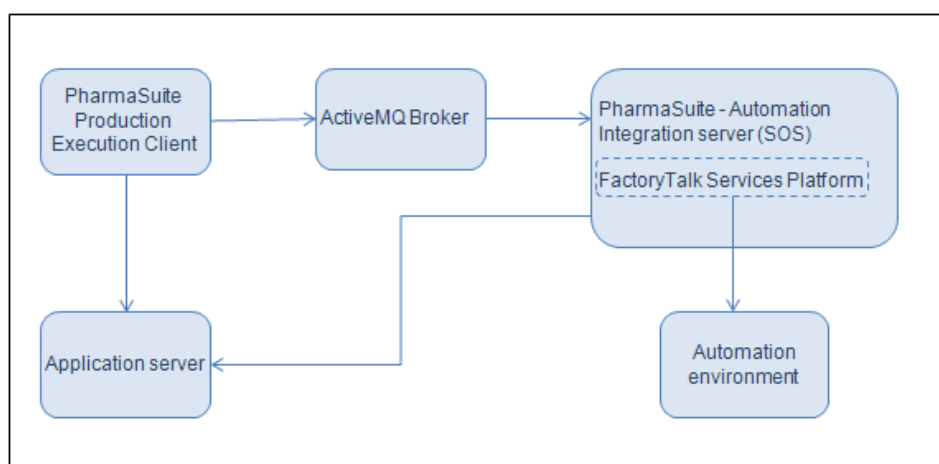 PharmaSuite
Production
Execution Client
ActiveMQ Broker
PharmaSuite - Automation
Integration server (SOS)
FactoryTalk Services Platform
Application server
Automation
environment